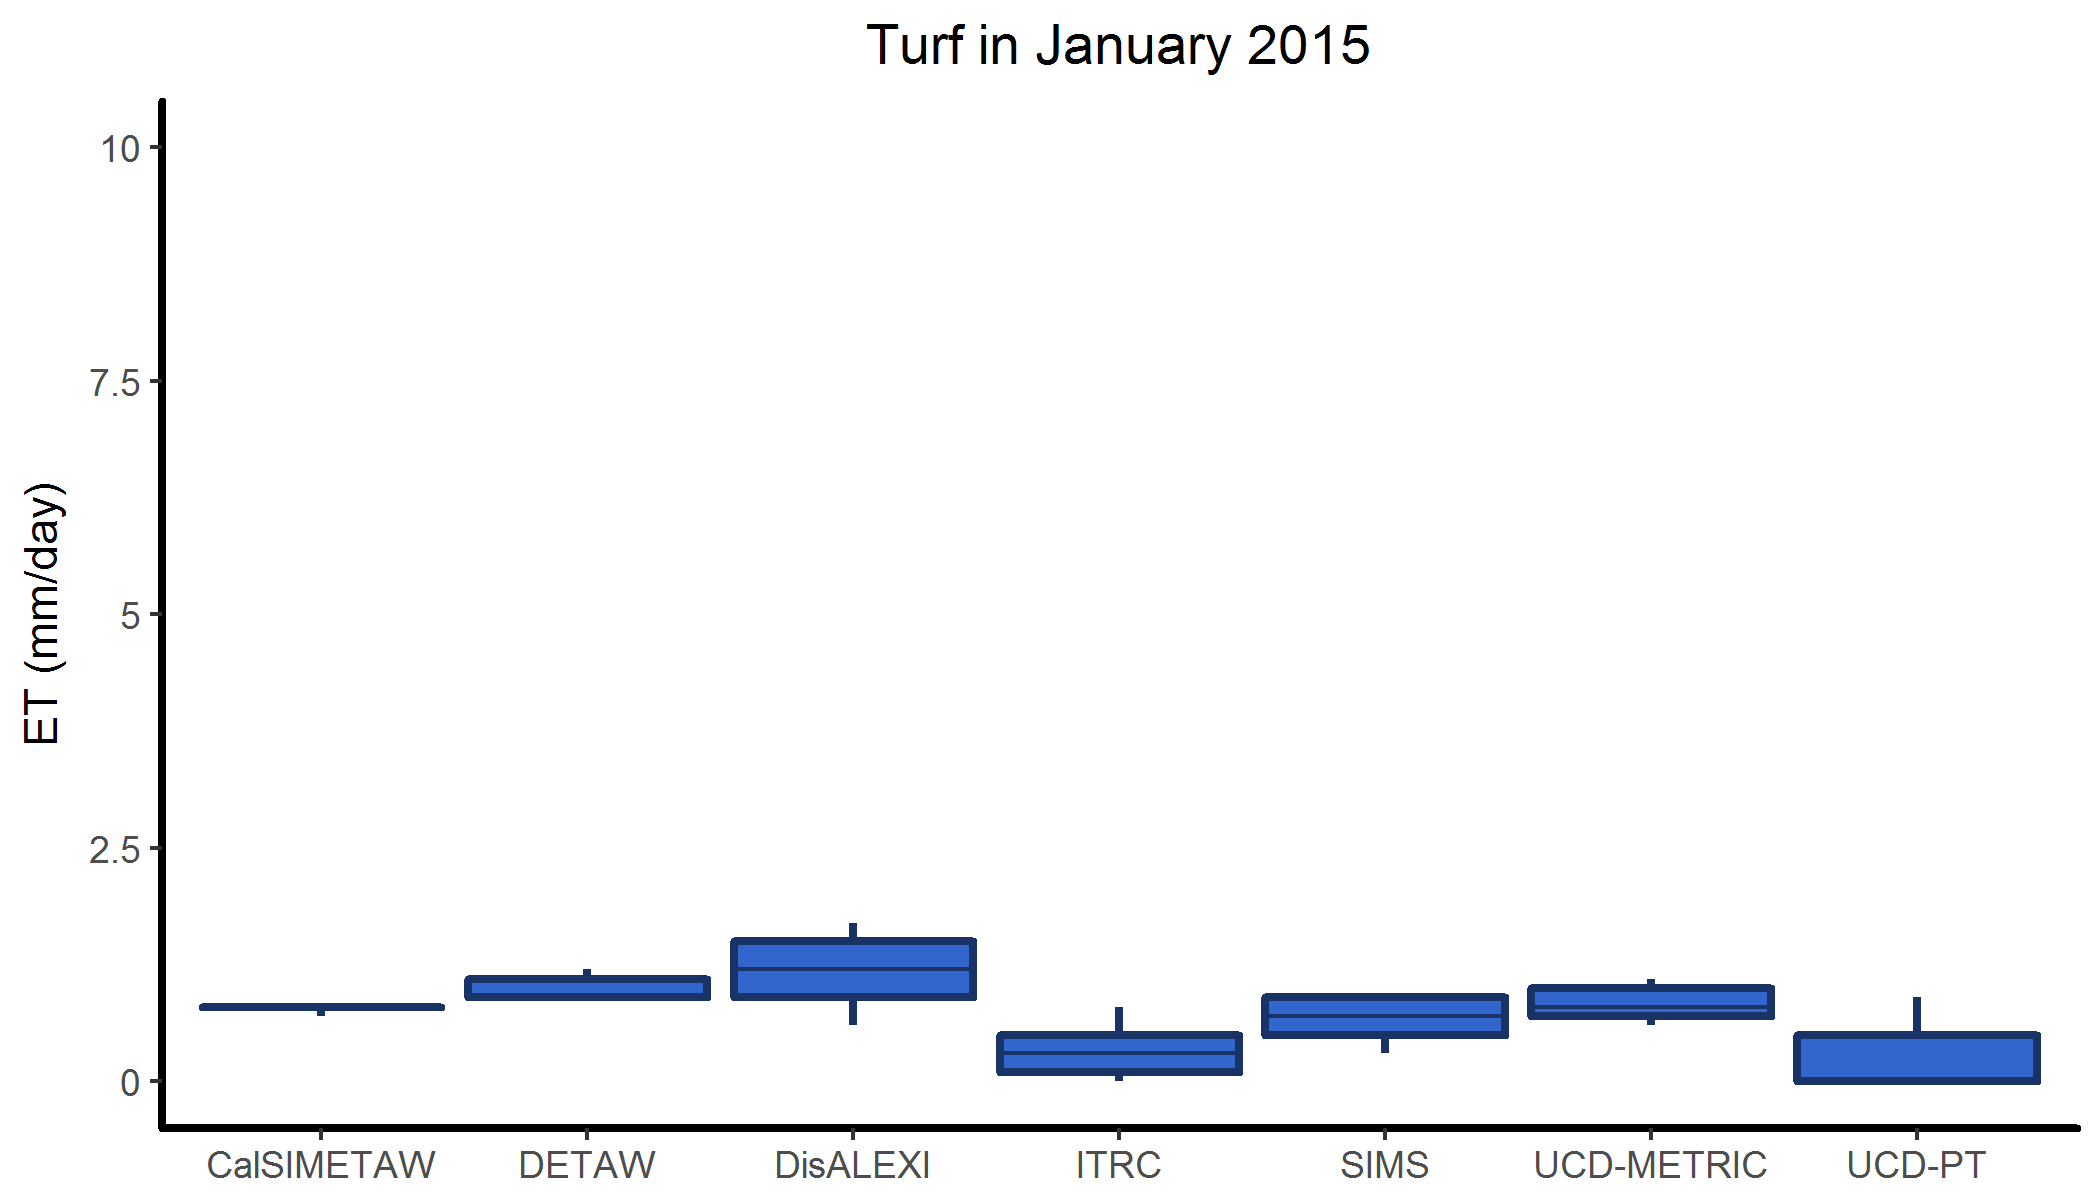 Turf in January 2015
ET (mm/day)
10
7.5
5
2.5
0
CalSIMETAW DETAW DisALEXI ITRC SIMS UCD-METRIC UCD-PT